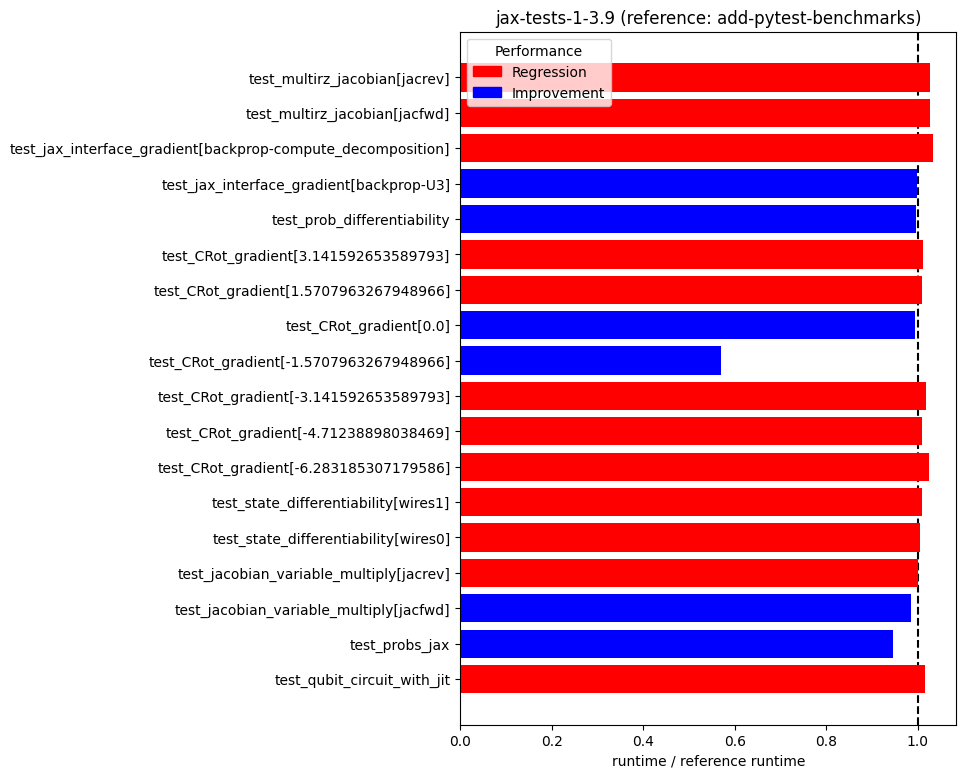 jax-tests-1-3.9 (reference: add-pytest-benchmarks)
Performance
Regression
Improvement
test_multirz_jacobian[jacrev]
test_multirz_jacobian[jacfwd]
test_jax_interface_gradient[backprop-compute_decomposition]
test_jax_interface_gradient[backprop-U3]
test_prob_differentiability
test_CRot_gradient[3.141592653589793]
test_CRot_gradient[1.5707963267948966]
test_CRot_gradient[0.0]
test_CRot_gradient[-1.5707963267948966]
test_CRot_gradient[-3.141592653589793]
test_CRot_gradient[-4.71238898038469]
test_CRot_gradient[-6.283185307179586]
test_state_differentiability[wires1]
test_state_differentiability[wires0]
test_jacobian_variable_multiply[jacrev]
test_jacobian_variable_multiply[jacfwd]
test_probs_jax
test_qubit_circuit_with_jit
0.0 0.2 0.4 0.6 0.8 1.0
runtime / reference runtime